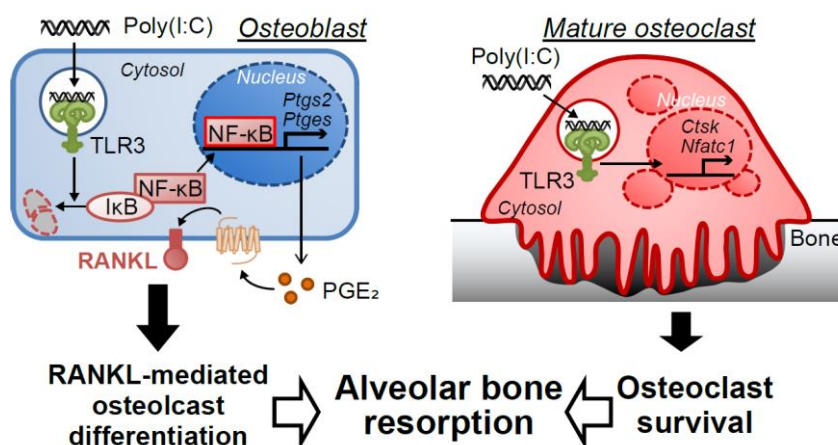 Poly(I:C)
Osteoblast
Cytosol
Nucleus
Ptgs2
Ptges
NF-κB
TLR3
NF-κB
IκB
RANKL
PGE₂
RANKL-mediated
osteolcast
differentiation
Mature osteoclast
Poly(I:C)
Nucleus
Ctsk
Nfatc1
TLR3
Cytosol
Bone
Alveolar bone
resorption
Osteoclast
survival